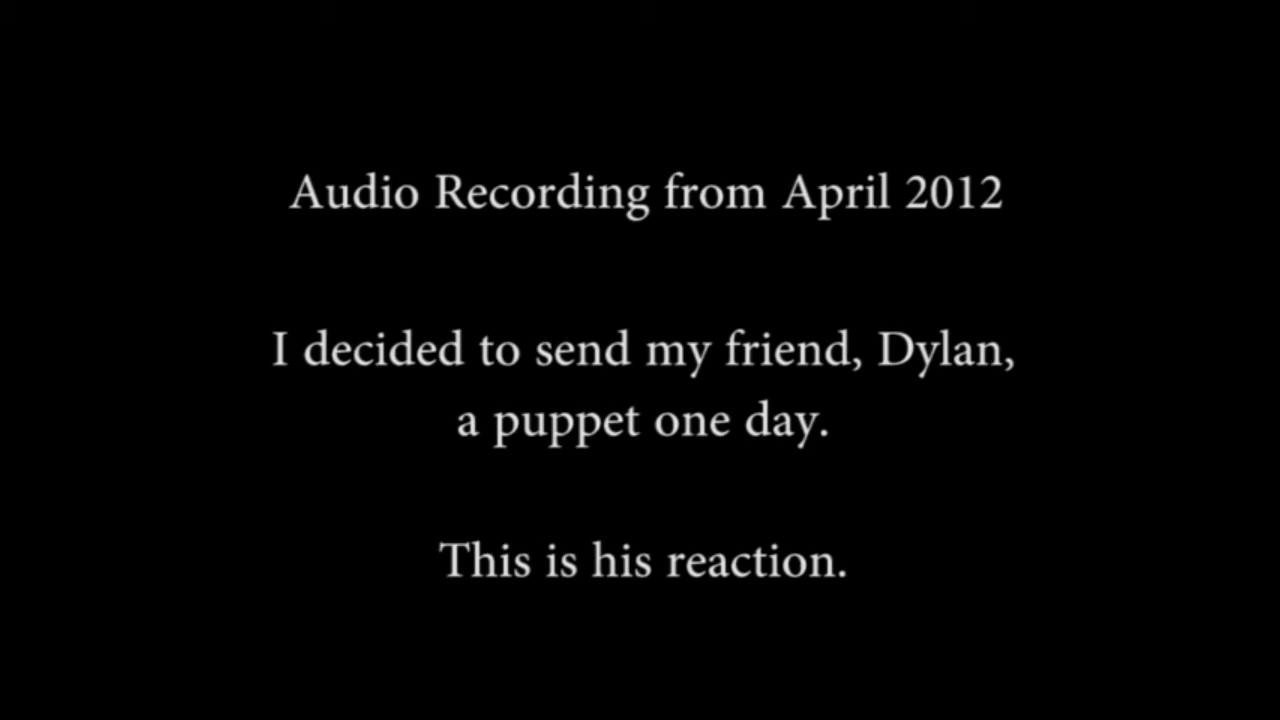 Audio Recording from April 2012
I decided to send my friend, Dylan,
a puppet one day.
This is his reaction.